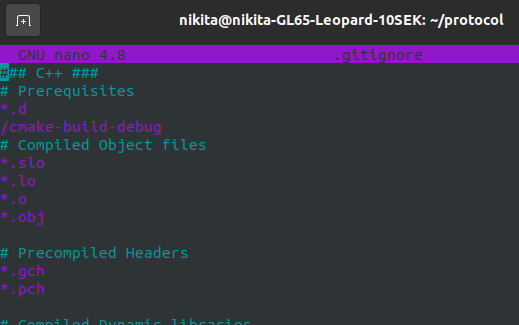 nikita@nikita-GL65-Leopard-10SEK: ~/protocol
GNU nano 4.8 .gitignore
### C++ ###
# Prerequisites
*.d
/cmake-build-debug
# Compiled Object files
*.slo
*.lo
*.o
*.obj
# Precompiled Headers
*.gch
*.pch
# Compiled Dynamic libraries